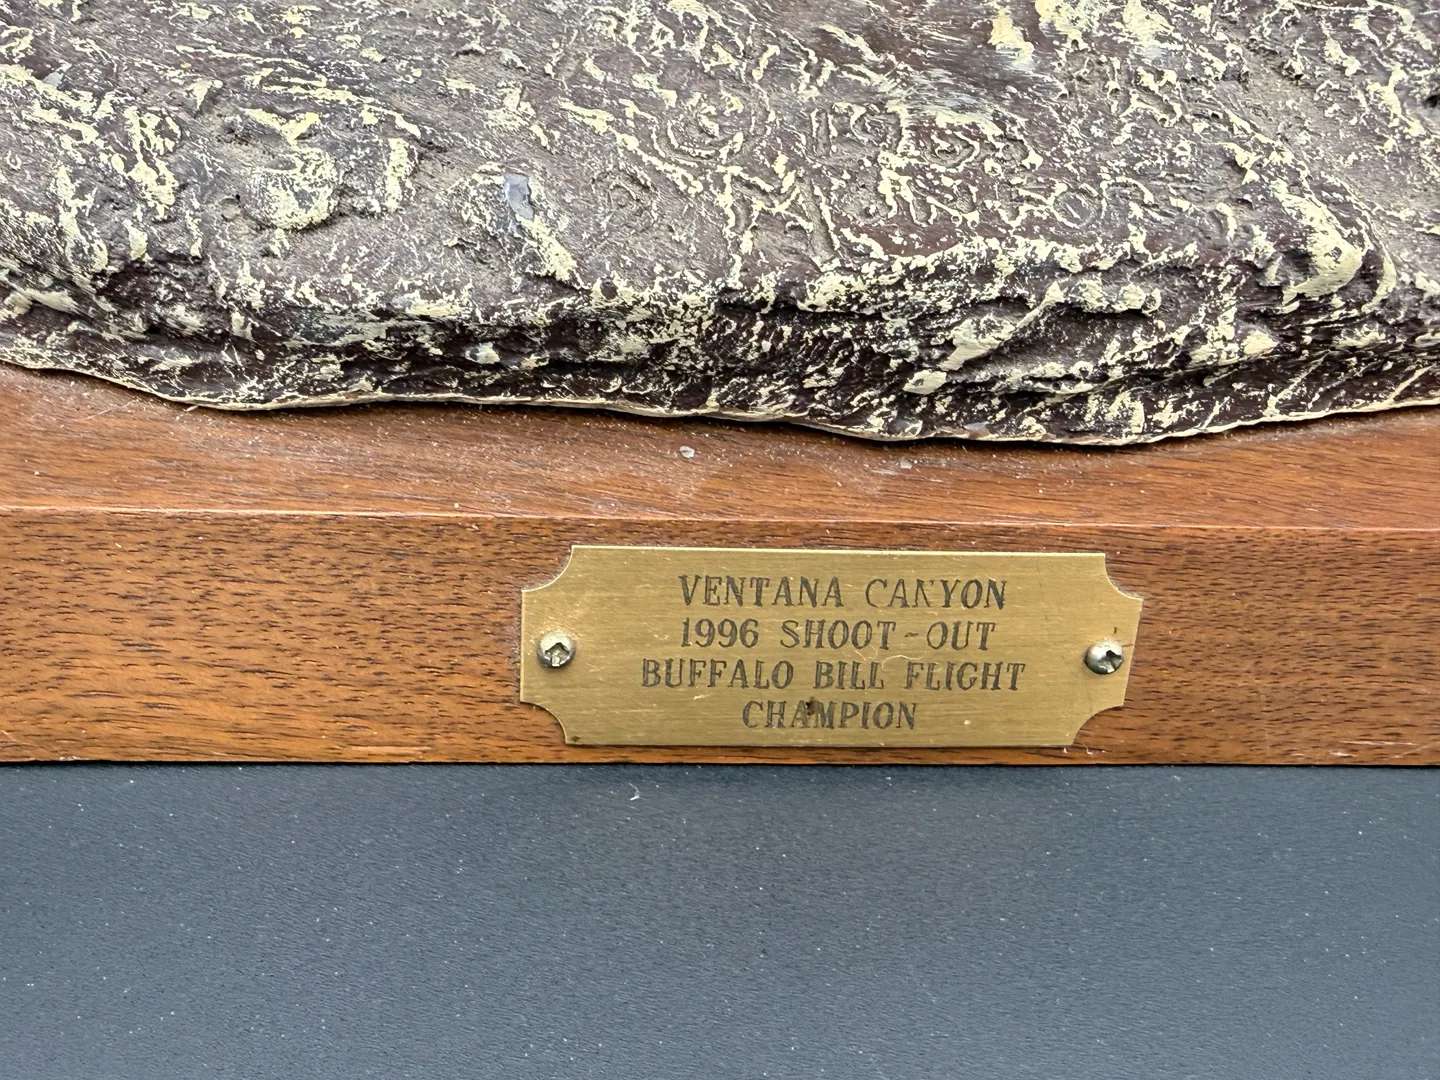 VENTANA CANYON
1996 SHOOT-OUT
BUFFALO BILL FLIGHT
CHAMPION